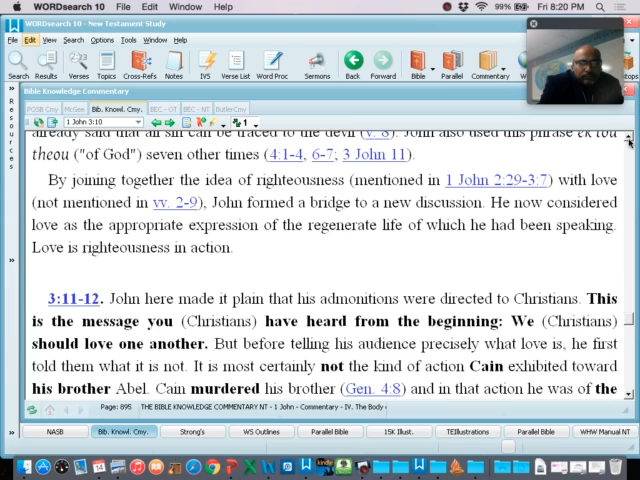 WORDsearch 10 File Edit Window Help
99% Fri 8:20 PM
WORDsearch 10 - New Testament Study
File Edit View Search Options Tools Window Help
Search Results Verses Topics Cross-Refs Notes IVS Verse List Word Proc Sermons Back Forward Bible Parallel Commentary
Bible Knowledge Commentary
Resources
POSB Cmy McGee Bib. Knowl. Cmy. BEC - OT BEC - NT ButlerCmy
1 John 3:10
1
already said that all sin can be traced to the devil (v. 8). John also used this phrase ek tou
theou ("of God") seven other times (4:1-4, 6-7; 3 John 11).
By joining together the idea of righteousness (mentioned in 1 John 2:29-3:7) with love
(not mentioned in vv. 2-9), John formed a bridge to a new discussion. He now considered
love as the appropriate expression of the regenerate life of which he had been speaking.
Love is righteousness in action.
3:11-12. John here made it plain that his admonitions were directed to Christians. This
is the message you (Christians) have heard from the beginning: We (Christians)
should love one another. But before telling his audience precisely what love is, he first
told them what it is not. It is most certainly not the kind of action Cain exhibited toward
his brother Abel. Cain murdered his brother (Gen. 4:8) and in that action he was of the
Page: 895 THE BIBLE KNOWLEDGE COMMENTARY NT - 1 John - Commentary - IV. The Body
NASB Bib. Knowl. Cmy. Strong's WS Outlines Parallel Bible 15K Illust. TEIllustrations Parallel Bible WHW Manual NT